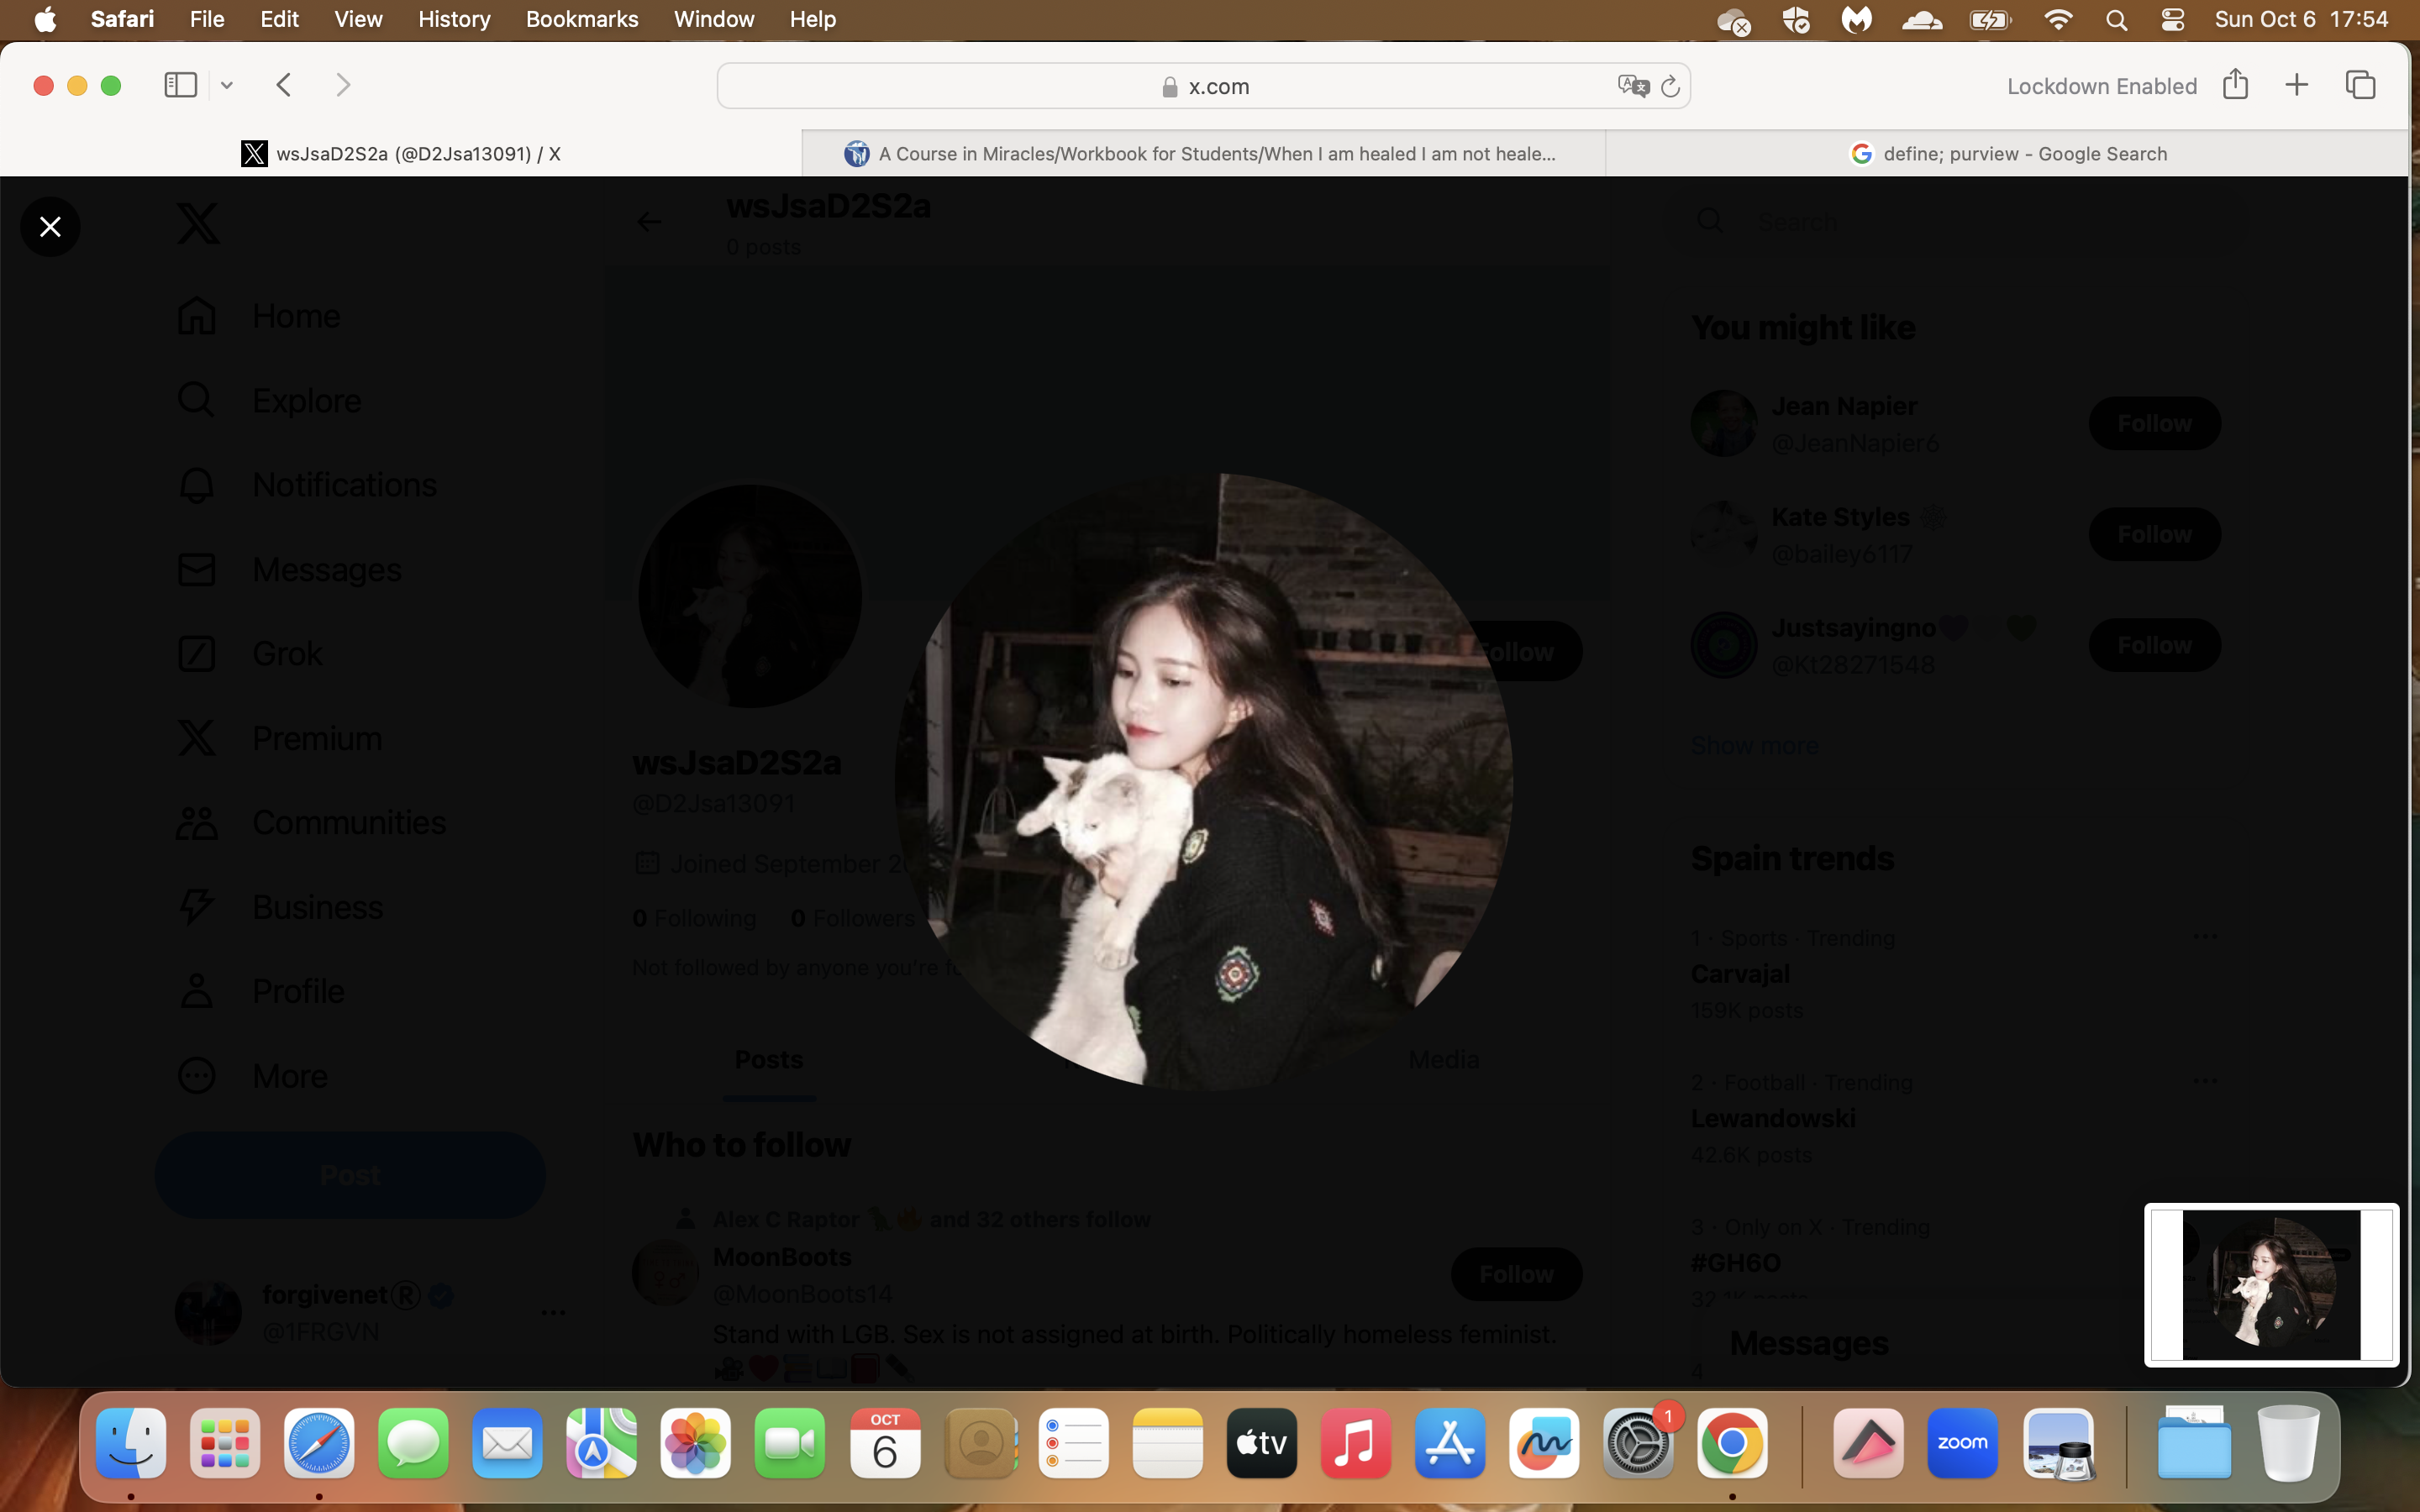 Safari File Edit View History Bookmarks Window Help Sun Oct 6 17:54
x.com
Lockdown Enabled
wsJsaD2S2a (@D2Jsa13091) / X
A Course in Miracles/Workbook for Students/When I am healed I am not heale...
define; purview - Google Search
Home
Explore
Notifications
Messages
Grok
Premium
Communities
Business
Profile
More
Post
forgivenet®
@1FRGVN
wsJsaD2S2a
0 posts
Follow
wsJsaD2S2a
@D2Jsa13091
Joined September
0 Following 0 Followers
Not followed by anyone you're
Posts
Media
Who to follow
Alex C Raptor and 32 others follow
MoonBoots
@MoonBoots14
Follow
Stand with LGB. Sex is not assigned at birth. Politically homeless feminist.
Search
You might like
Jean Napier
@JeanNapier6
Follow
Kate Styles
@bailey6117
Follow
Justsayingno
@Kt28271548
Follow
Show more
Spain trends
1 · Sports · Trending
Carvajal
159K posts
2 · Football · Trending
Lewandowski
42.6K posts
3 · Only on X · Trending
#GH6O
32.1K posts
4
Messages
OCT
6
tv
1
zoom